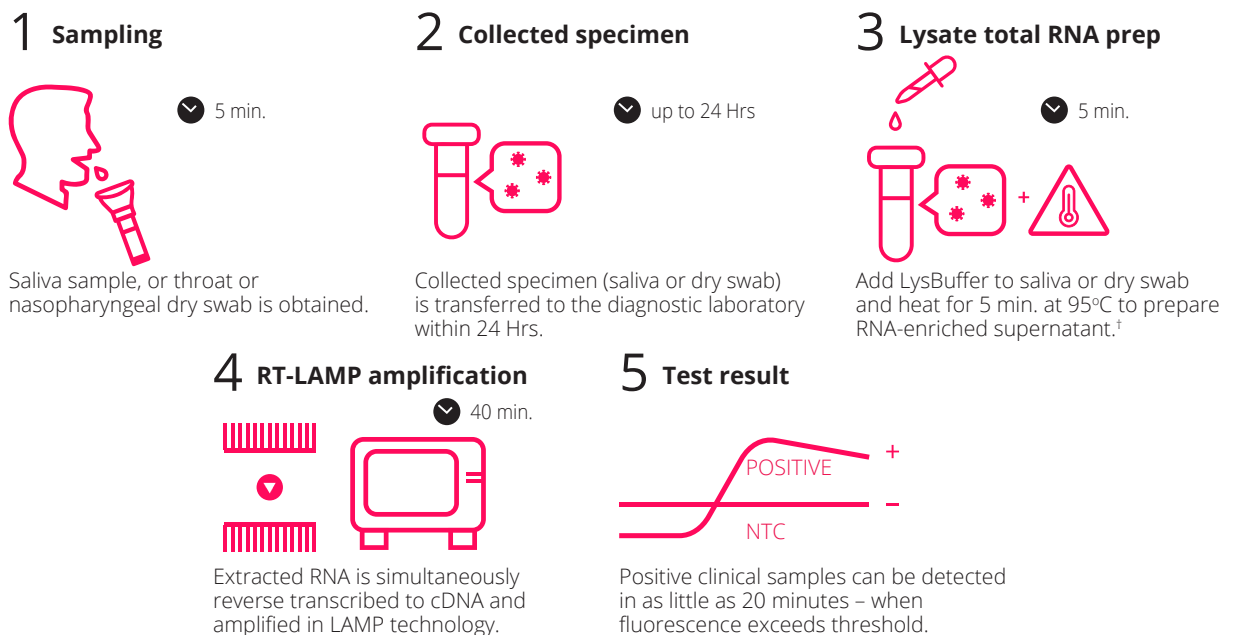 1 Sampling
5 min.
Saliva sample, or throat or
nasopharyngeal dry swab is obtained.
2 Collected specimen
up to 24 Hrs
Collected specimen (saliva or dry swab)
is transferred to the diagnostic laboratory
within 24 Hrs.
3 Lysate total RNA prep
5 min.
+
Add LysBuffer to saliva or dry swab
and heat for 5 min. at 95ºC to prepare
RNA-enriched supernatant.†
4 RT-LAMP amplification
40 min.
Extracted RNA is simultaneously
reverse transcribed to cDNA and
amplified in LAMP technology.
5 Test result
+
POSITIVE
–
NTC
Positive clinical samples can be detected
in as little as 20 minutes – when
fluorescence exceeds threshold.